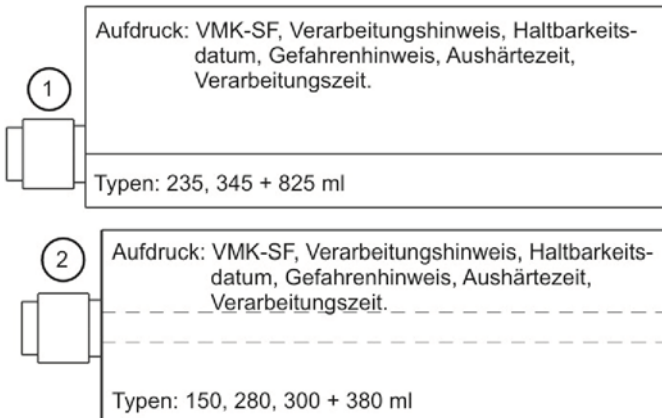 Aufdruck: VMK-SF, Verarbeitungshinweis, Haltbarkeits-
datum, Gefahrenhinweis, Aushärtezeit,
Verarbeitungszeit.
1
Typen: 235, 345 + 825 ml
Aufdruck: VMK-SF, Verarbeitungshinweis, Haltbarkeits-
2
datum, Gefahrenhinweis, Aushärtezeit,
Verarbeitungszeit.
Typen: 150, 280, 300 + 380 ml